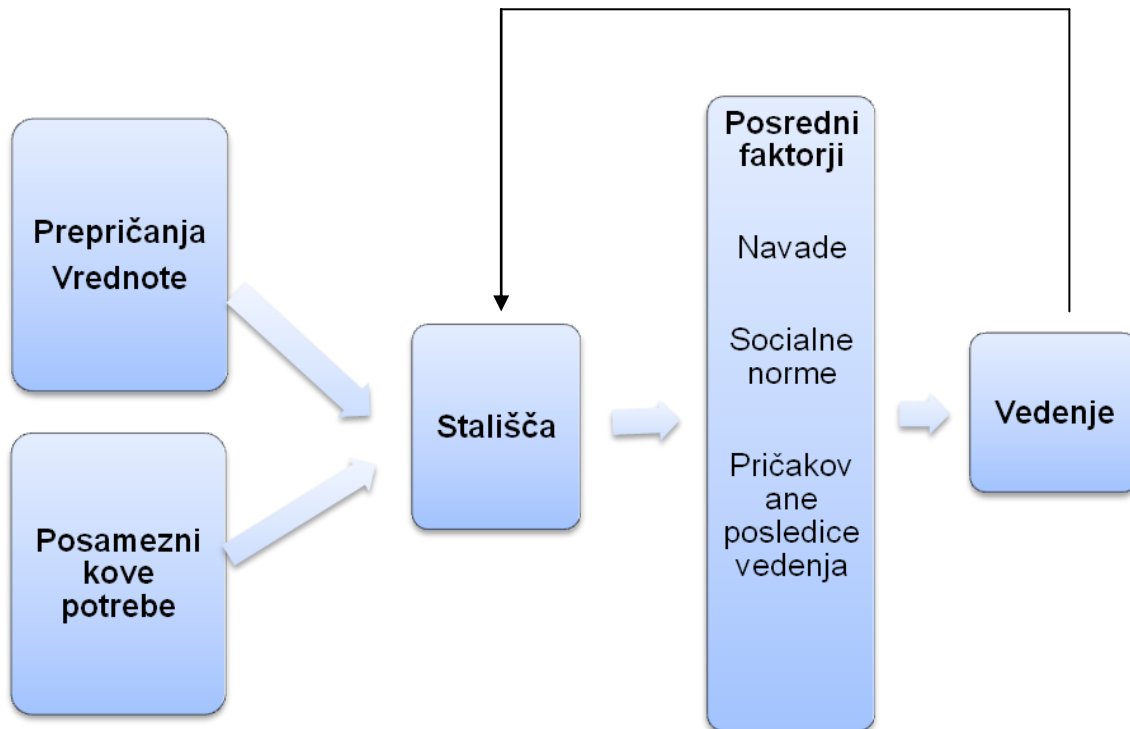 Prepričanja
Vrednote
Posamezni
kove
potrebe
Stališča
Posredni
faktorji
Navade
Socialne
norme
Pričakov
ane
posledice
vedenja
Vedenje